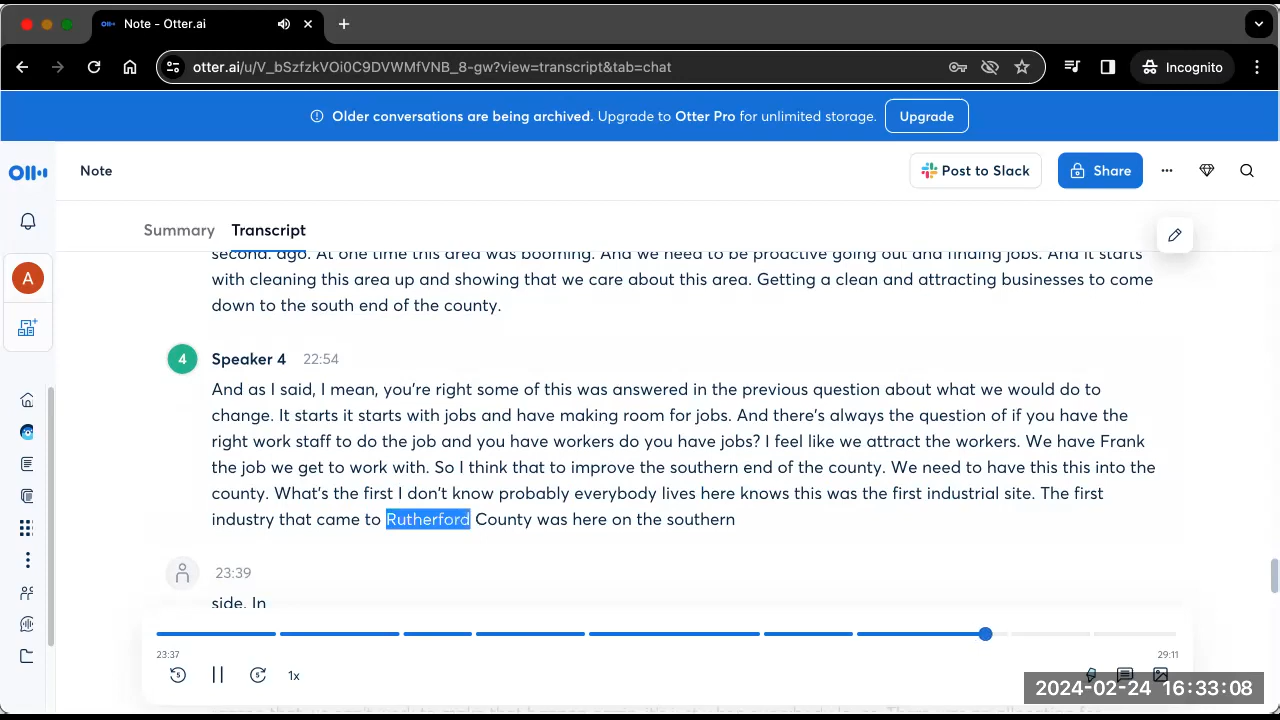 Note - Otter.ai
otter.ai/u/V_bSzfzkVOi0C9DVWMfVNB_8-gw?view=transcript&tab=chat
Incognito
Older conversations are being archived. Upgrade to Otter Pro for unlimited storage.
Upgrade
Note
Post to Slack
Share
Summary
Transcript
A
second. ago. At one time this area was booming. And we need to be proactive going out and finding jobs. And it starts
with cleaning this area up and showing that we care about this area. Getting a clean and attracting businesses to come
down to the south end of the county.
4
Speaker 4 22:54
And as I said, I mean, you're right some of this was answered in the previous question about what we would do to
change. It starts it starts with jobs and have making room for jobs. And there's always the question of if you have the
right work staff to do the job and you have workers do you have jobs? I feel like we attract the workers. We have Frank
the job we get to work with. So I think that to improve the southern end of the county. We need to have this this into the
county. What's the first I don't know probably everybody lives here knows this was the first industrial site. The first
industry that came to Rutherford County was here on the southern
23:39
side. In
23:37
29:11
5
5
1x
2024-02-24 16:33:08